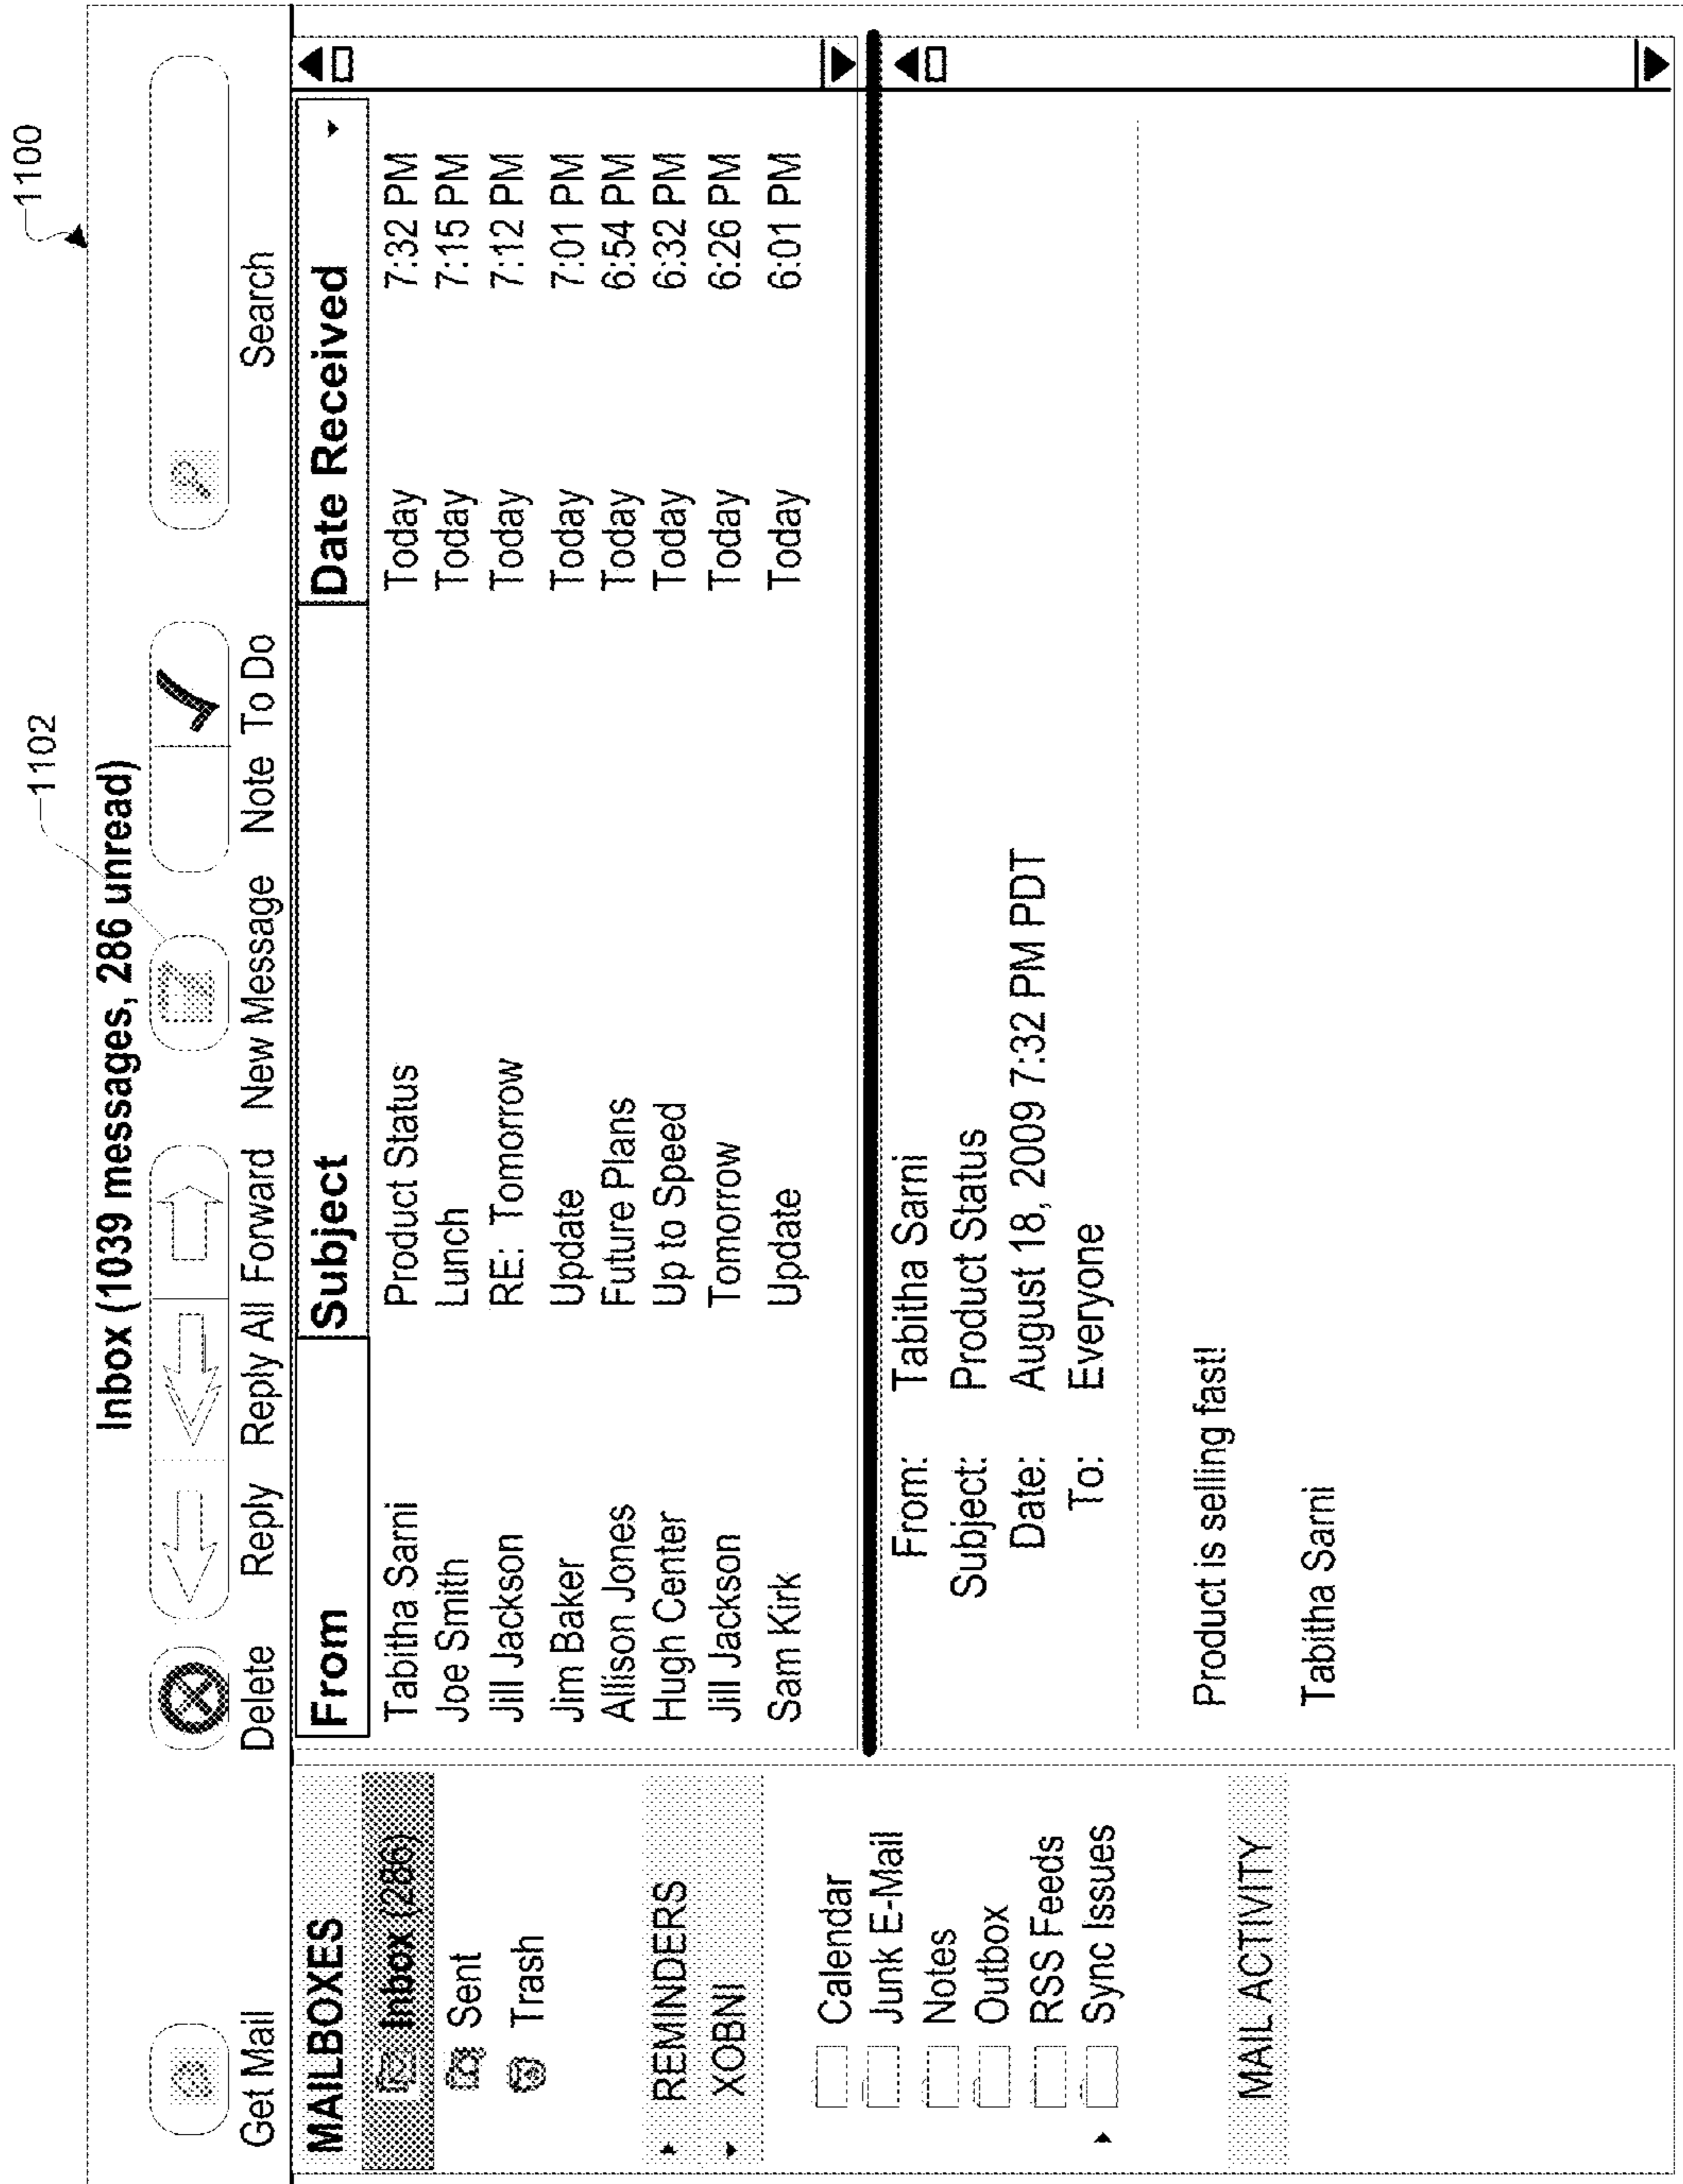 1100
1102
Inbox (1039 messages, 286 unread)
Get Mail Delete Reply Reply All Forward New Message Note To Do Search
MAILBOXES
Inbox (286)
Sent
Trash
REMINDERS
XOBNI
Calendar
Junk E-Mail
Notes
Outbox
RSS Feeds
Sync Issues
MAIL ACTIVITY
From Subject Date Received
Tabitha Sarni Product Status Today 7:32 PM
Joe Smith Lunch Today 7:15 PM
Jill Jackson RE: Tomorrow Today 7:12 PM
Jim Baker Update Today 7:01 PM
Allison Jones Future Plans Today 6:54 PM
Hugh Center Up to Speed Today 6:32 PM
Jill Jackson Tomorrow Today 6:26 PM
Sam Kirk Update Today 6:01 PM
From: Tabitha Sarni
Subject: Product Status
Date: August 18, 2009 7:32 PM PDT
To: Everyone
Product is selling fast!
Tabitha Sarni